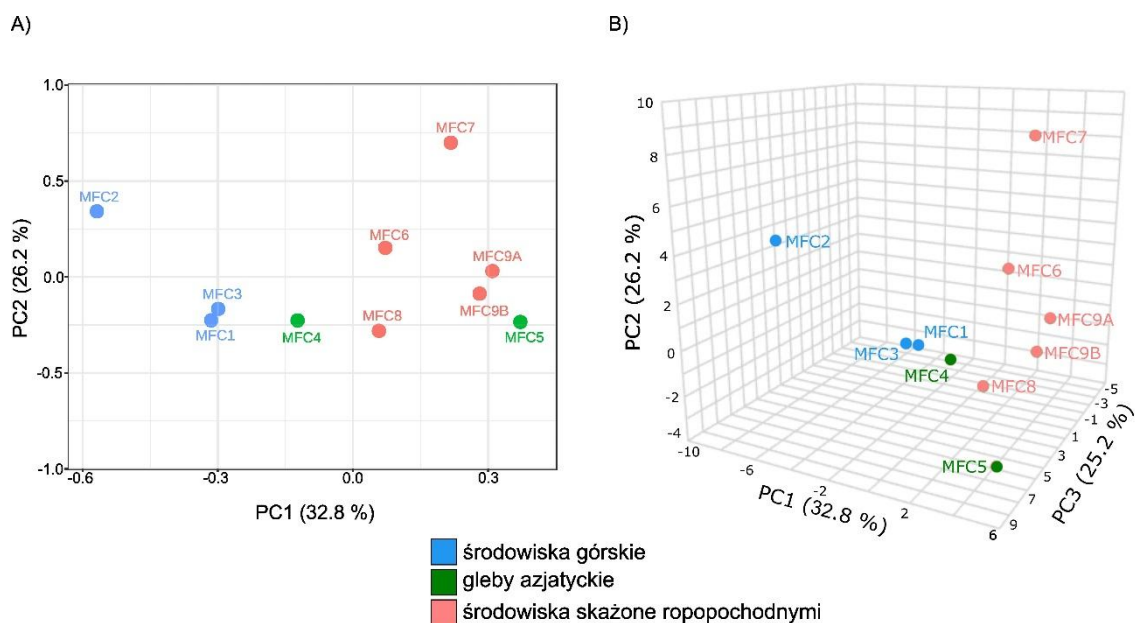 A)
B)
1.0
0.5
0.0
-0.5
-1.0
PC2 (26.2 %)
MFC7
MFC2
MFC6
MFC9A
MFC3
MFC9B
MFC1
MFC4
MFC8
MFC5
-0.6
-0.3
0.0
0.3
PC1 (32.8 %)
10
8
6
4
2
0
-2
-4
PC2 (26.2 %)
MFC7
MFC2
MFC6
MFC9A
MFC1
MFC3
MFC9B
MFC4
MFC8
MFC5
-10
-6
-2
2
6
PC1 (32.8 %)
-5
-3
-1
1
3
5
7
9
PC3 (25.2 %)
środowiska górskie
gleby azjatyckie
środowiska skażone ropopochodnymi